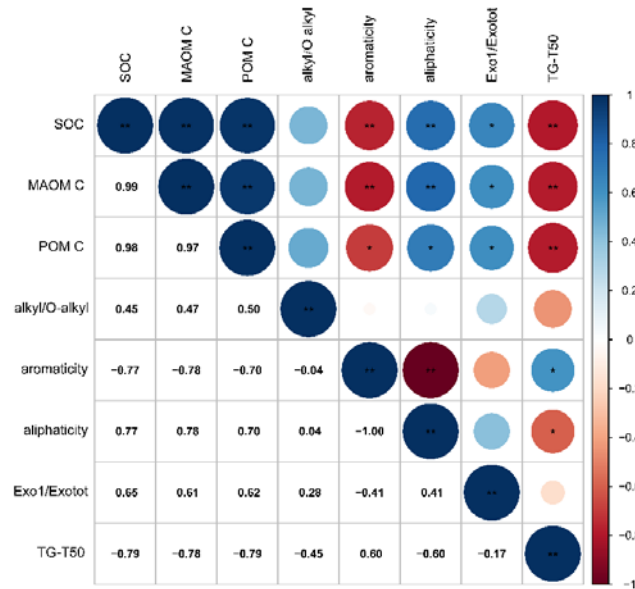 SOC
MAOM C
POM C
alkyl/O alkyl
aromaticity
aliphaticity
Exo1/Exotot
TG-T50
SOC ** ** ** ** ** * **
MAOM C 0.99 ** ** ** ** * **
POM C 0.98 0.97 ** * * * **
alkyl/O-alkyl 0.45 0.47 0.50 **
aromaticity −0.77 −0.78 −0.70 −0.04 ** ** *
aliphaticity 0.77 0.78 0.70 0.04 −1.00 ** *
Exo1/Exotot 0.65 0.61 0.62 0.28 −0.41 0.41 **
TG-T50 −0.79 −0.78 −0.79 −0.45 0.60 −0.60 −0.17 **
1
0.8
0.6
0.4
0.2
0
−1